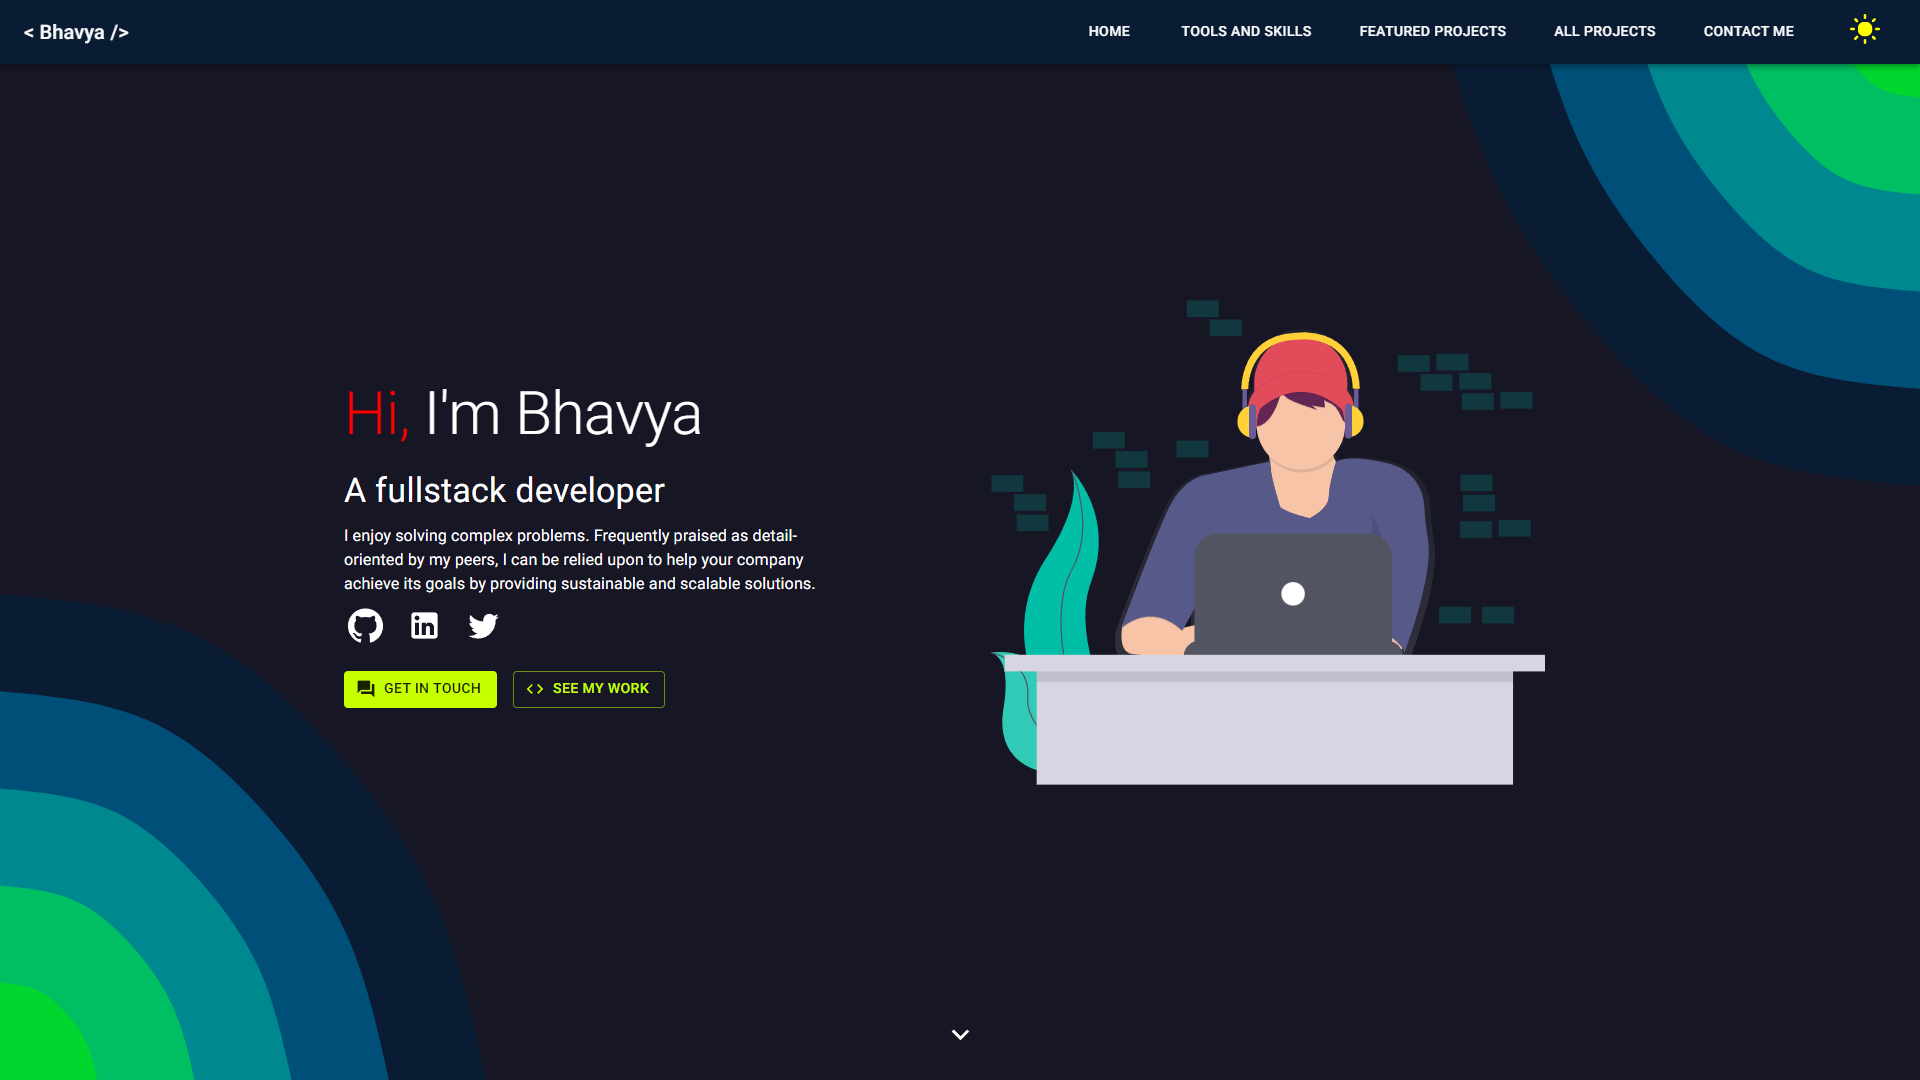 < Bhavya />
HOME
TOOLS AND SKILLS
FEATURED PROJECTS
ALL PROJECTS
CONTACT ME
Hi, I'm Bhavya
A fullstack developer
I enjoy solving complex problems. Frequently praised as detail-
oriented by my peers, I can be relied upon to help your company
achieve its goals by providing sustainable and scalable solutions.
GET IN TOUCH
SEE MY WORK